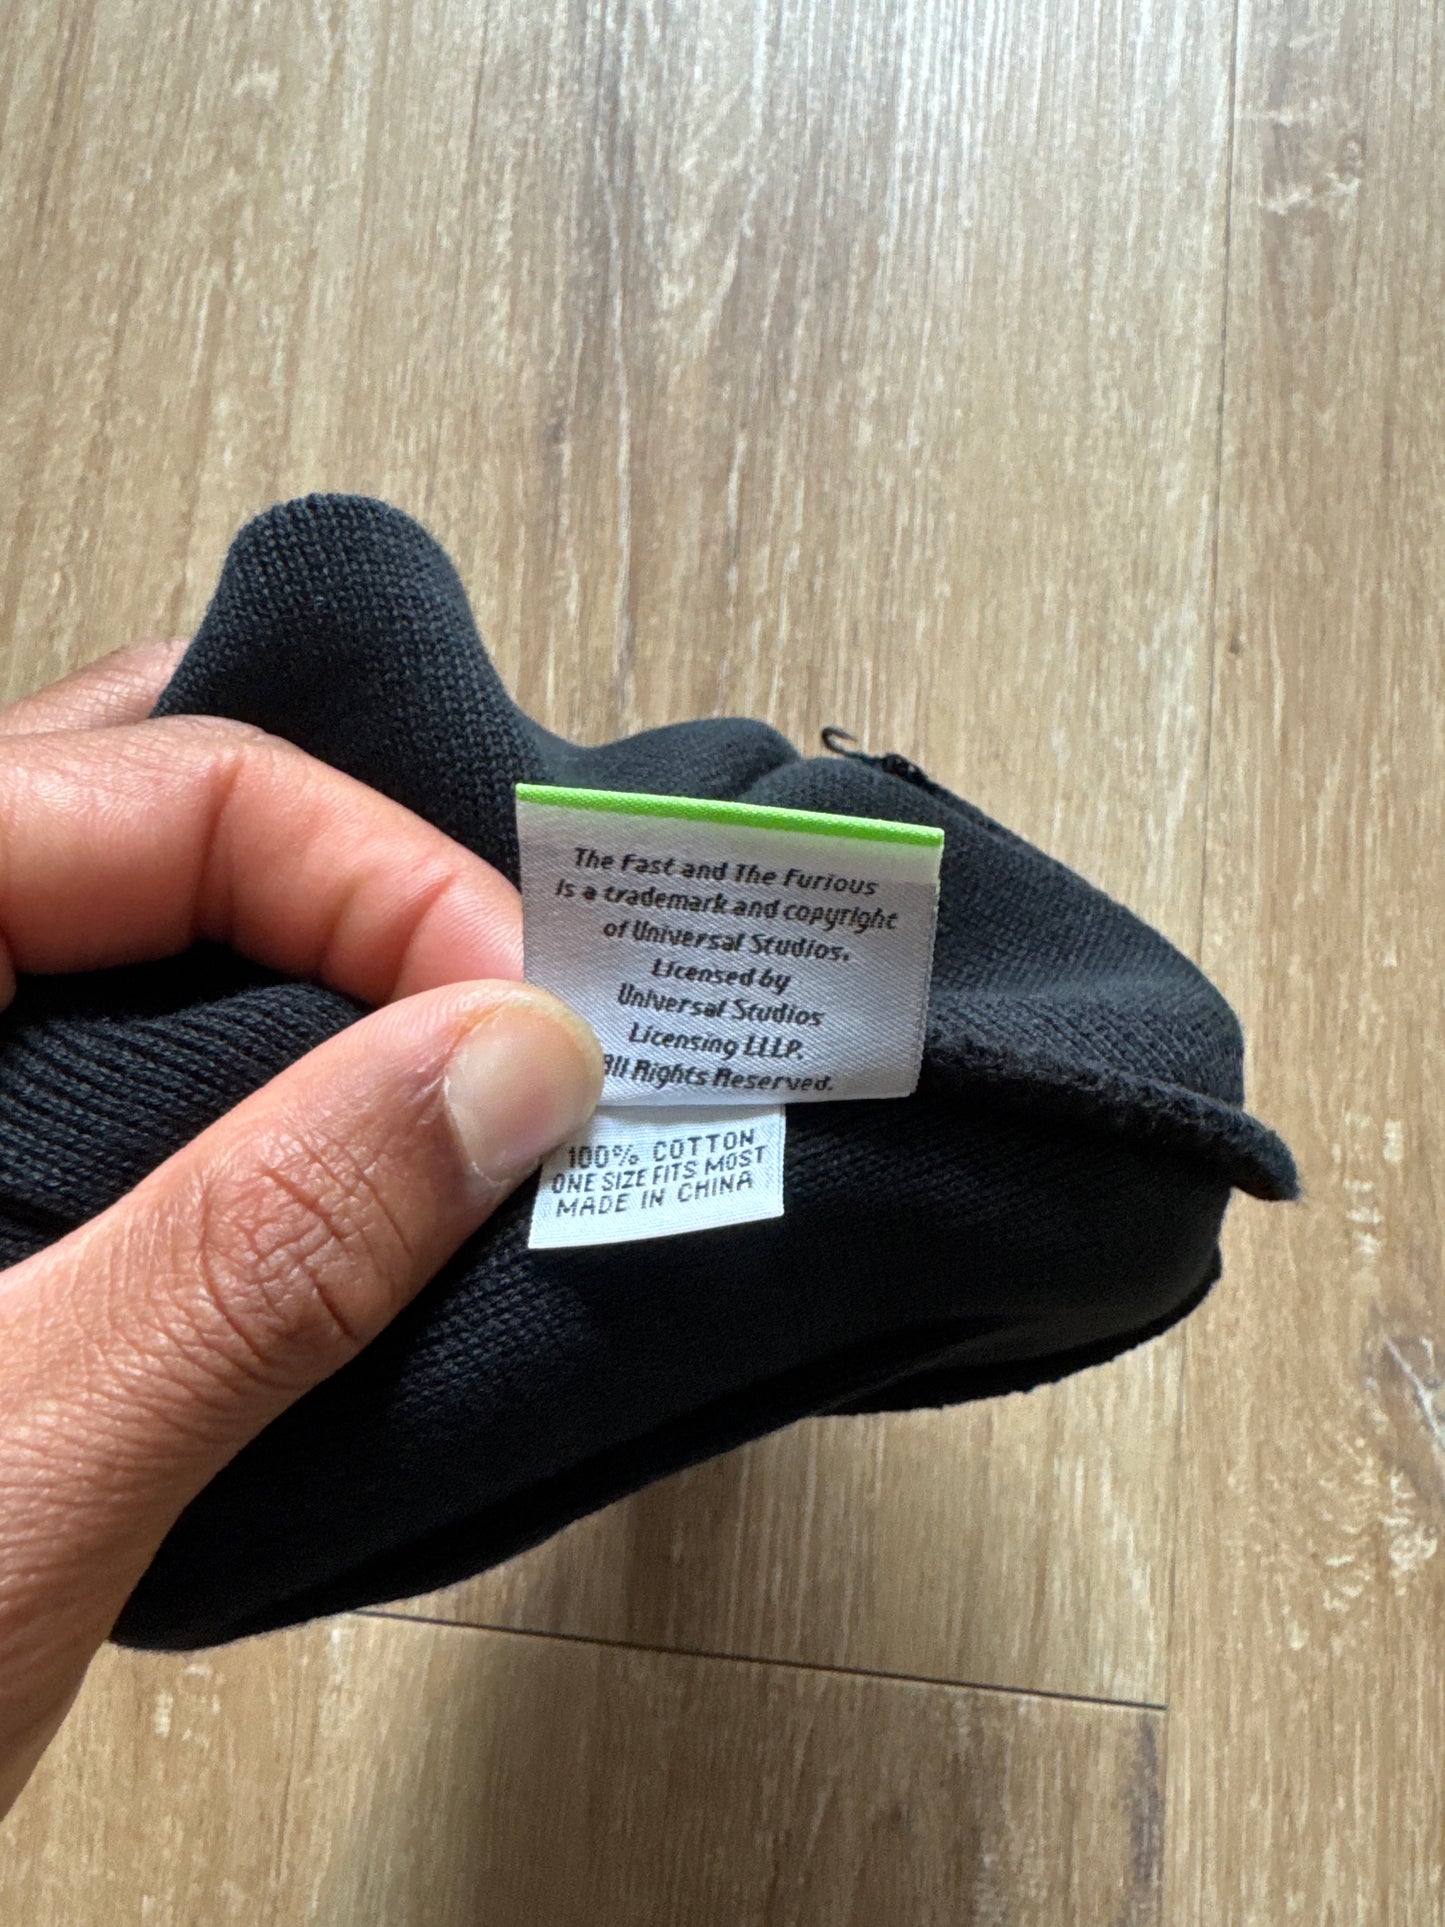 The Fast and The Furious
is a trademark and copyright
of Universal Studios.
Licensed by
Universal Studios
Licensing LLLP.
All Rights Reserved.
100% COTTON
ONE SIZE FITS MOST
MADE IN CHINA